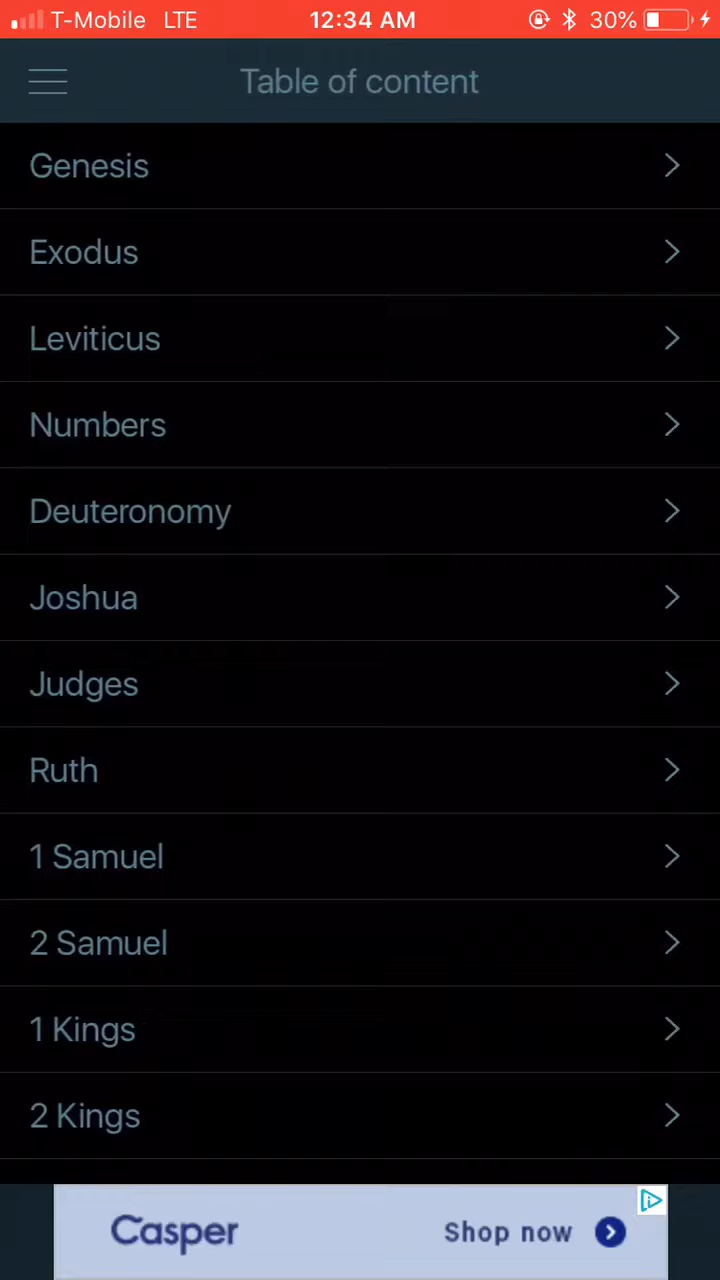 T-Mobile LTE 12:34 AM 30%
Table of content
Genesis
Exodus
Leviticus
Numbers
Deuteronomy
Joshua
Judges
Ruth
1 Samuel
2 Samuel
1 Kings
2 Kings
Casper Shop now